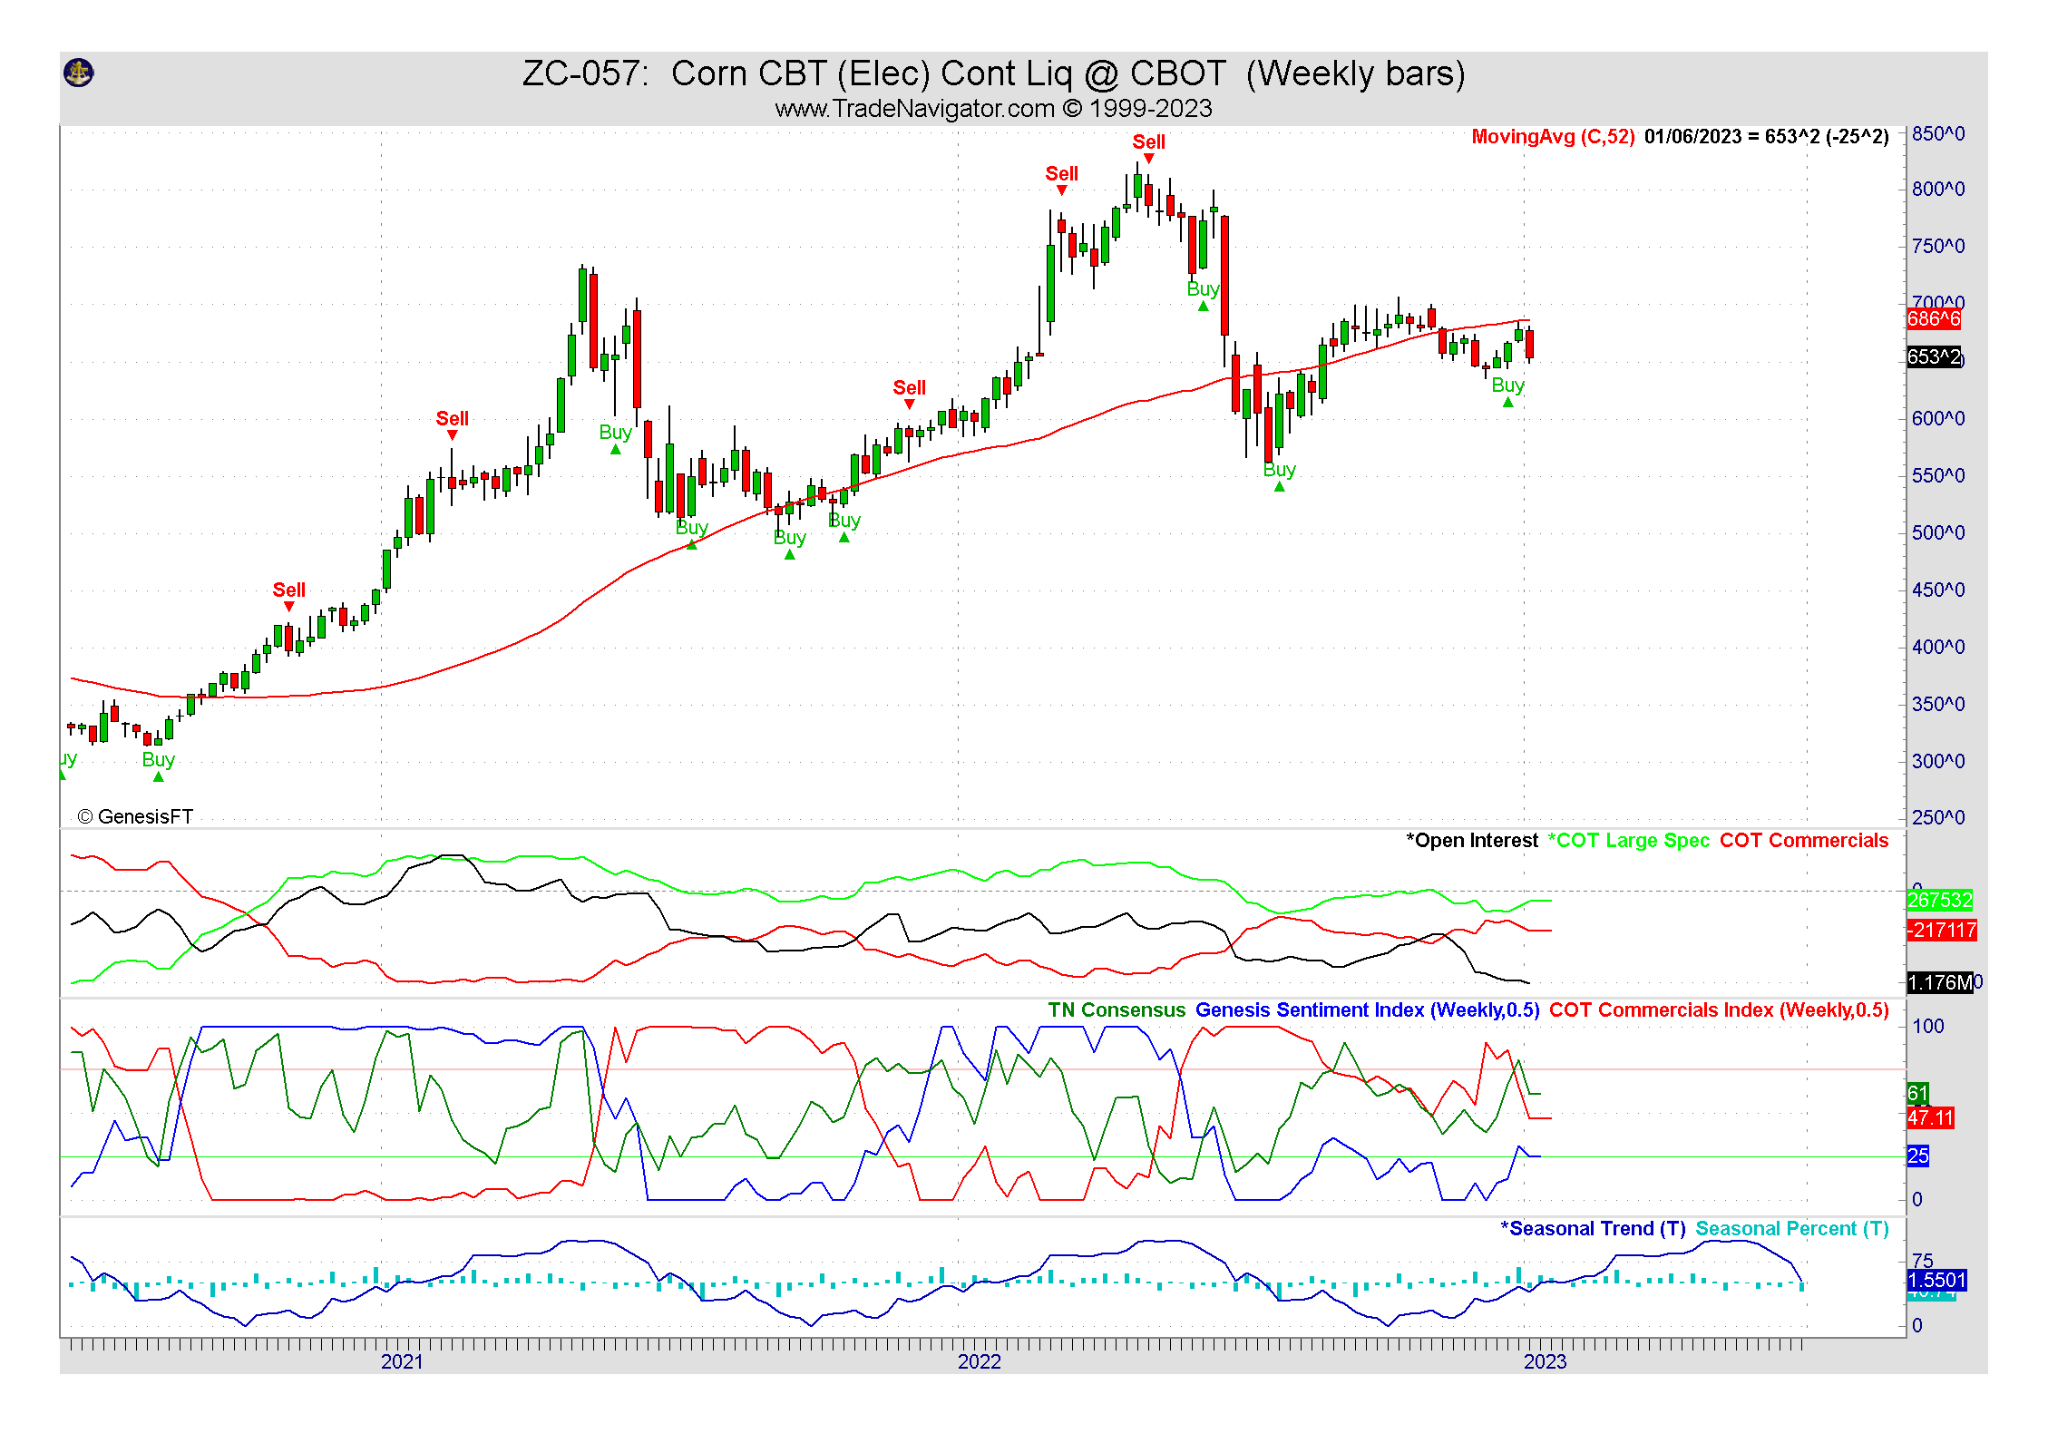 ZC-057: Corn CBT (Elec) Cont Liq @ CBOT (Weekly bars)
www.TradeNavigator.com © 1999-2023
MovingAvg (C,52) 01/06/2023 = 653^2 (-25^2)
850^0
Sell
Sell
800^0
750^0
Buy
700^0
686^6
653^2
Buy
Sell
Sell
600^0
Buy
Buy
550^0
Buy
Buy
Buy
500^0
Sell
450^0
400^0
350^0
uy
Buy
300^0
© GenesisFT
250^0
*Open Interest *COT Large Spec COT Commercials
0
267532
-217117
1.176M0
TN Consensus Genesis Sentiment Index (Weekly,0.5) COT Commercials Index (Weekly,0.5)
100
61
47.11
25
0
*Seasonal Trend (T) Seasonal Percent (T)
75
1.5501
0
2021 2022 2023